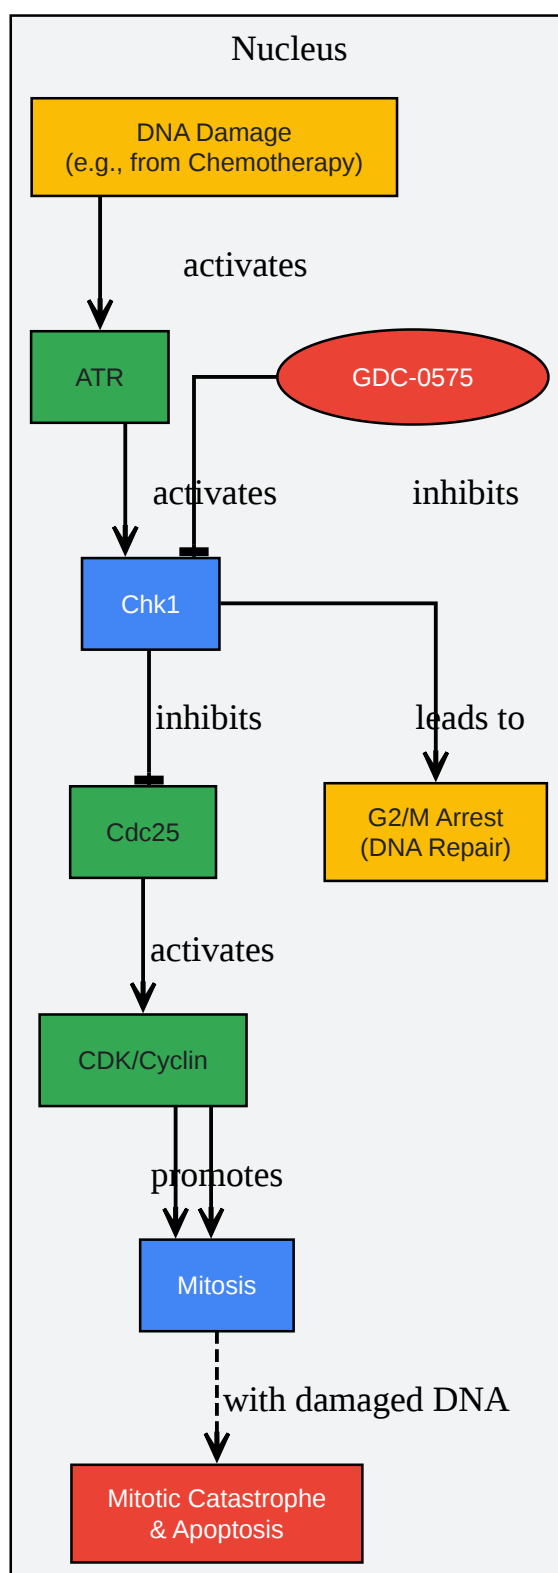 Nucleus
DNA Damage
(e.g., from Chemotherapy)
activates
ATR
GDC-0575
activates
inhibits
Chk1
inhibits
leads to
Cdc25
G2/M Arrest
(DNA Repair)
activates
CDK/Cyclin
promotes
Mitosis
with damaged DNA
Mitotic Catastrophe
& Apoptosis